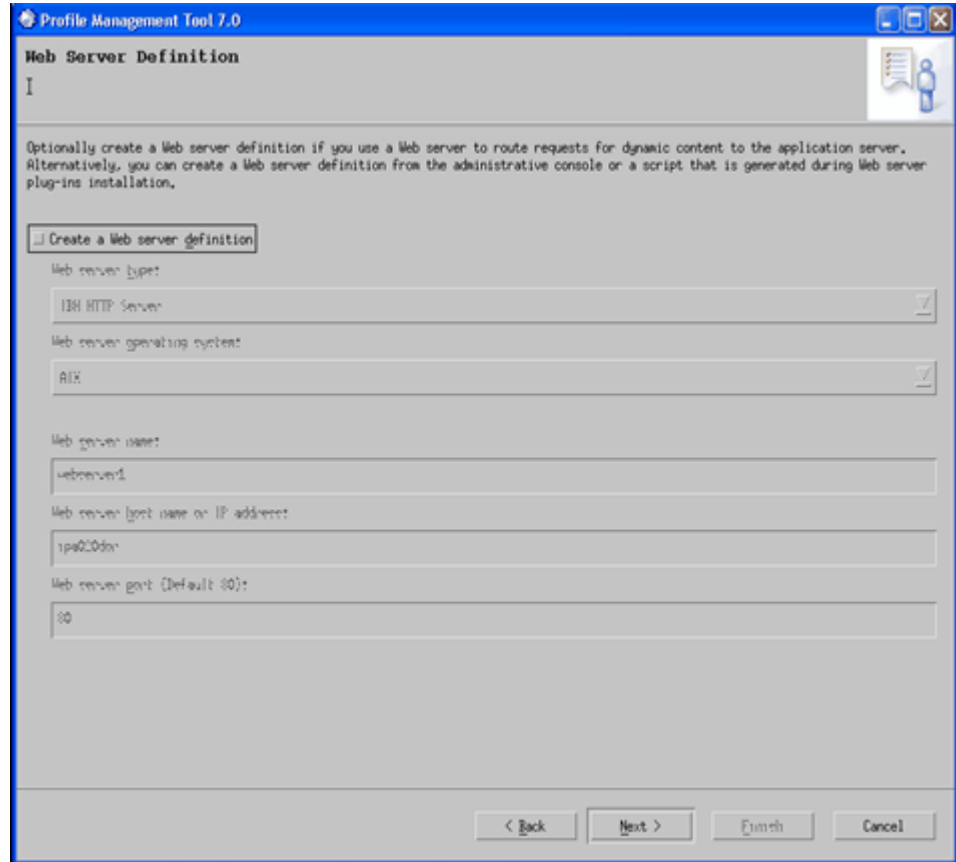 Profile Management Tool 7.0
Web Server Definition
Optionally create a Web server definition if you use a Web server to route requests for dynamic content to the application server.
Alternatively, you can create a Web server definition from the administrative console or a script that is generated during Web server
plug-ins installation.
Create a Web server definition
Web server type:
IBM HTTP Server
Web server operating system:
AIX
Web server name:
webserver1
Web server host name or IP address:
Web server port (Default 80):
80
< Back
Next >
Finish
Cancel